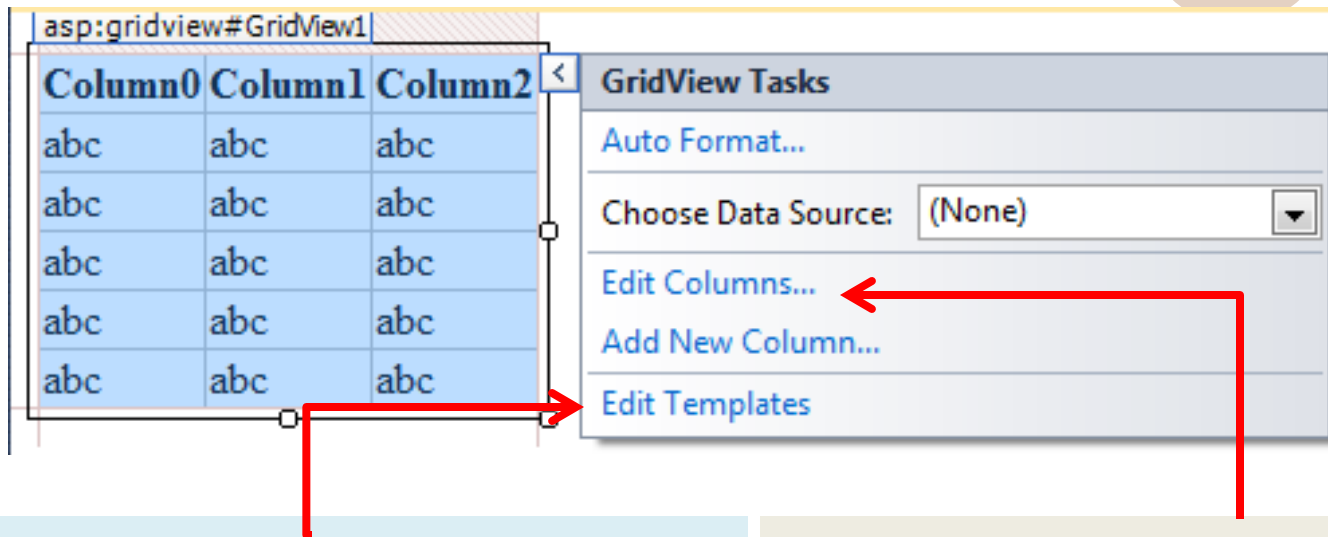 asp:gridview#GridView1
Column0 Column1 Column2
abc abc abc
abc abc abc
abc abc abc
abc abc abc
abc abc abc
<
GridView Tasks
Auto Format...
Choose Data Source: (None)
Edit Columns...
Add New Column...
Edit Templates